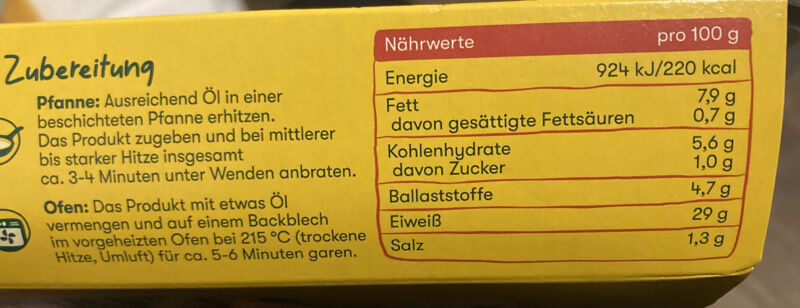 Zubereitung
Pfanne: Ausreichend Öl in einer
beschichteten Pfanne erhitzen.
Das Produkt zugeben und bei mittlerer
bis starker Hitze insgesamt
ca. 3-4 Minuten unter Wenden anbraten.
Ofen: Das Produkt mit etwas Öl
vermengen und auf einem Backblech
im vorgeheizten Ofen bei 215 °C (trockene
Hitze, Umluft) für ca. 5-6 Minuten garen.
Nährwerte pro 100 g
Energie 924 kJ/220 kcal
Fett 7,9 g
davon gesättigte Fettsäuren 0,7 g
Kohlenhydrate 5,6 g
davon Zucker 1,0 g
Ballaststoffe 4,7 g
Eiweiß 29 g
Salz 1,3 g